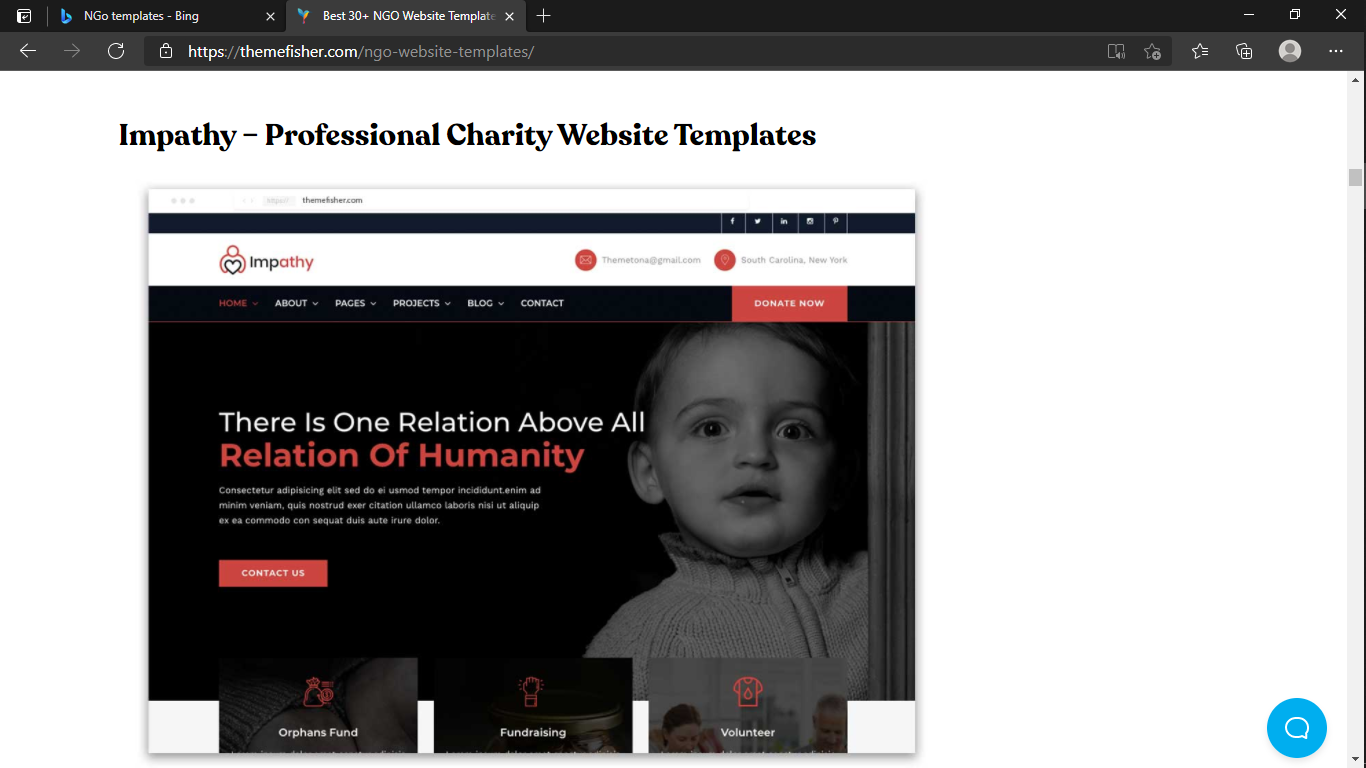 NGo templates - Bing
Best 30+ NGO Website Template
https://themefisher.com/ngo-website-templates/
Impathy – Professional Charity Website Templates
themefisher.com
Impathy
Themetona@gmail.com
South Carolina, New York
HOME ABOUT PAGES PROJECTS BLOG CONTACT
DONATE NOW
There Is One Relation Above All
Relation Of Humanity
Consectetur adipisicing elit sed do ei usmod tempor incididunt.enim ad
minim veniam, quis nostrud exer citation ullamco laboris nisi ut aliquip
ex ea commodo con sequat duis aute irure dolor.
CONTACT US
Orphans Fund
Fundraising
Volunteer